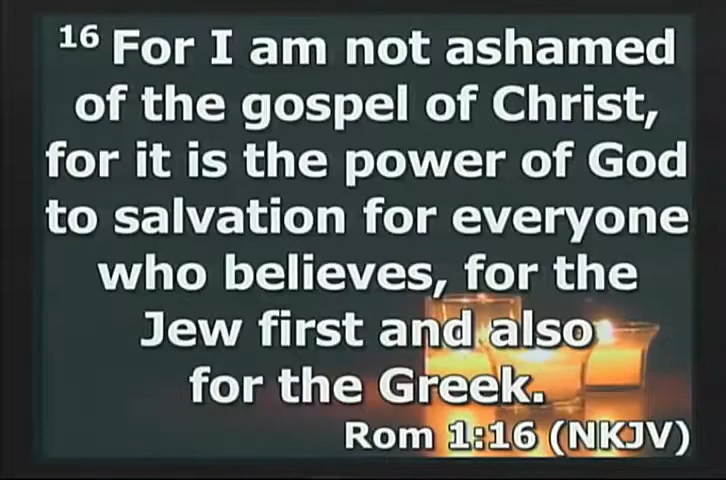 16 For I am not ashamed
of the gospel of Christ,
for it is the power of God
to salvation for everyone
who believes, for the
Jew first and also
for the Greek.
Rom 1:16 (NKJV)